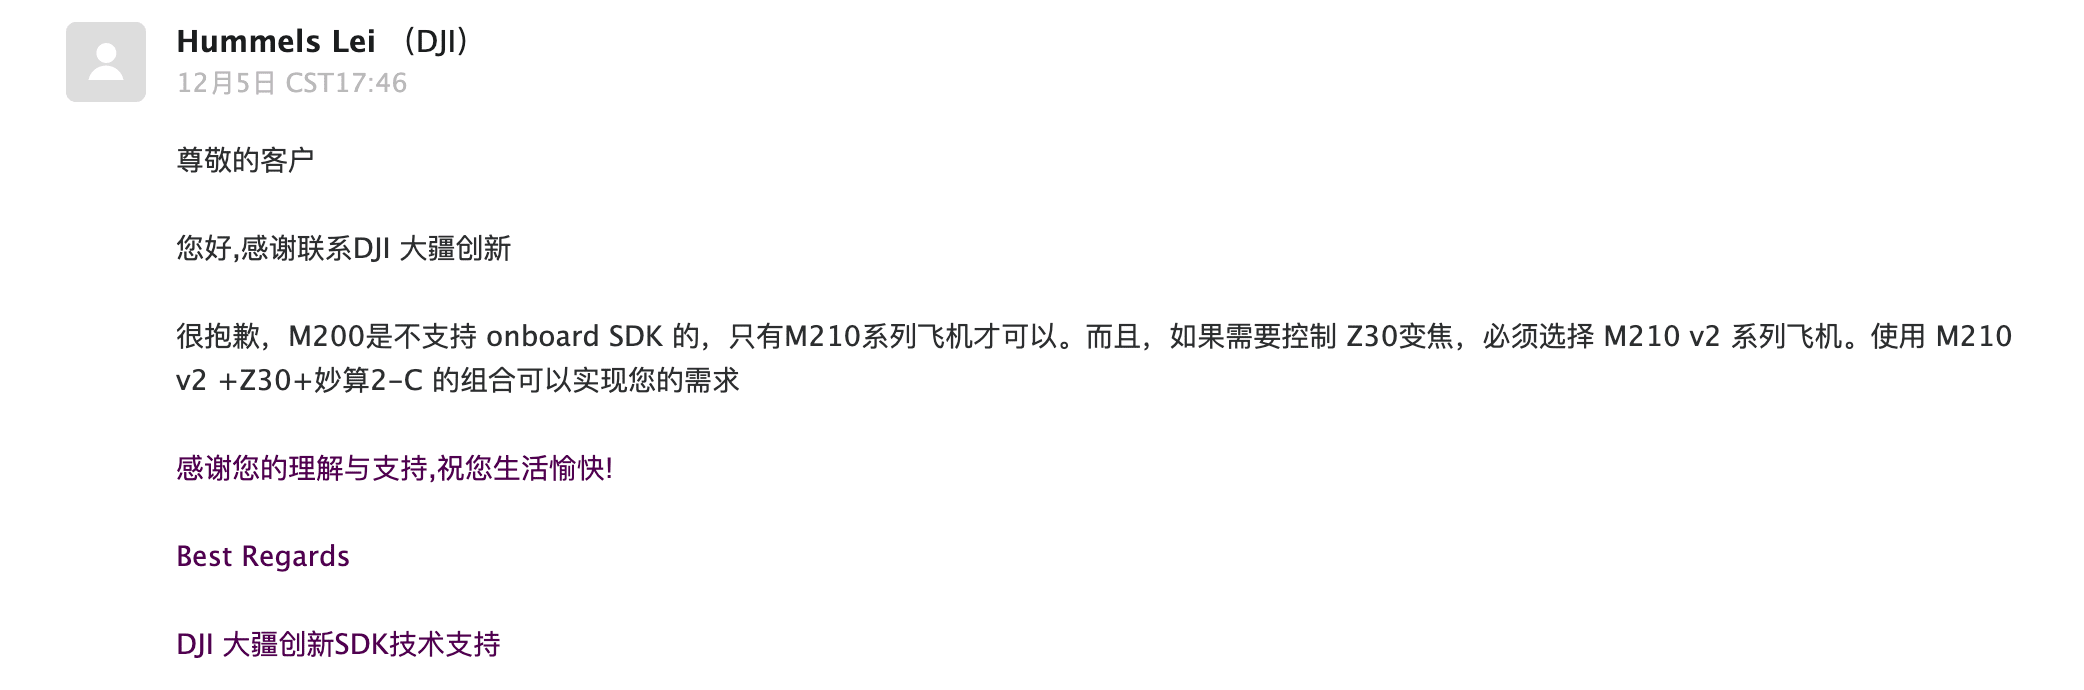 Hummels Lei （DJI）
12月5日 CST17:46
尊敬的客户
您好,感谢联系DJI 大疆创新
很抱歉，M200是不支持 onboard SDK 的，只有M210系列飞机才可以。而且，如果需要控制 Z30变焦，必须选择 M210 v2 系列飞机。使用 M210
v2 +Z30+妙算2-C 的组合可以实现您的需求
感谢您的理解与支持,祝您生活愉快!
Best Regards
DJI 大疆创新SDK技术支持